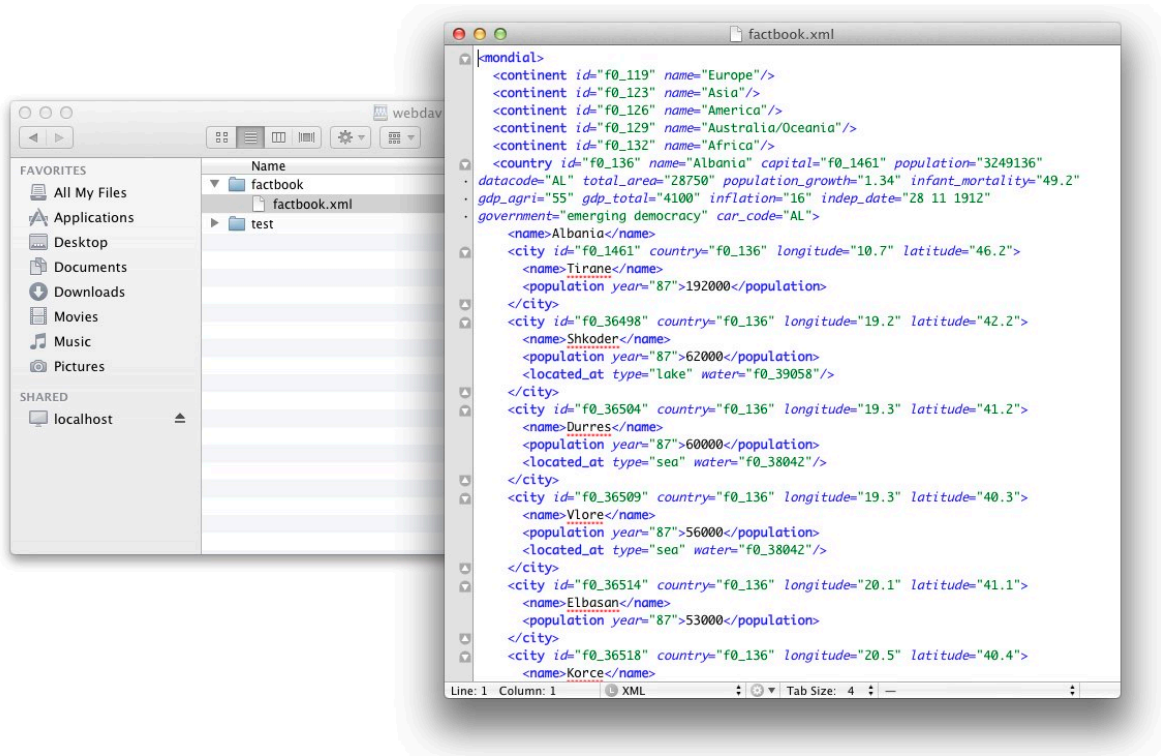 webdav
FAVORITES
All My Files
Applications
Desktop
Documents
Downloads
Movies
Music
Pictures
SHARED
localhost
Name
factbook
factbook.xml
test
factbook.xml
<mondial>
<continent id="f0_119" name="Europe"/>
<continent id="f0_123" name="Asia"/>
<continent id="f0_126" name="America"/>
<continent id="f0_129" name="Australia/Oceania"/>
<continent id="f0_132" name="Africa"/>
<country id="f0_136" name="Albania" capital="f0_1461" population="3249136"
datacode="AL" total_area="28750" population_growth="1.34" infant_mortality="49.2"
gdp_agri="55" gdp_total="4100" inflation="16" indep_date="28 11 1912"
government="emerging democracy" car_code="AL">
<name>Albania</name>
<city id="f0_1461" country="f0_136" longitude="10.7" latitude="46.2">
<name>Tirane</name>
<population year="87">192000</population>
</city>
<city id="f0_36498" country="f0_136" longitude="19.2" latitude="42.2">
<name>Shkoder</name>
<population year="87">62000</population>
<located_at type="lake" water="f0_39058"/>
</city>
<city id="f0_36504" country="f0_136" longitude="19.3" latitude="41.2">
<name>Durres</name>
<population year="87">60000</population>
<located_at type="sea" water="f0_38042"/>
</city>
<city id="f0_36509" country="f0_136" longitude="19.3" latitude="40.3">
<name>Vlore</name>
<population year="87">56000</population>
<located_at type="sea" water="f0_38042"/>
</city>
<city id="f0_36514" country="f0_136" longitude="20.1" latitude="41.1">
<name>Elbasan</name>
<population year="87">53000</population>
</city>
<city id="f0_36518" country="f0_136" longitude="20.5" latitude="40.4">
<name>Korce</name>
Line: 1 Column: 1 L XML Tab Size: 4 —